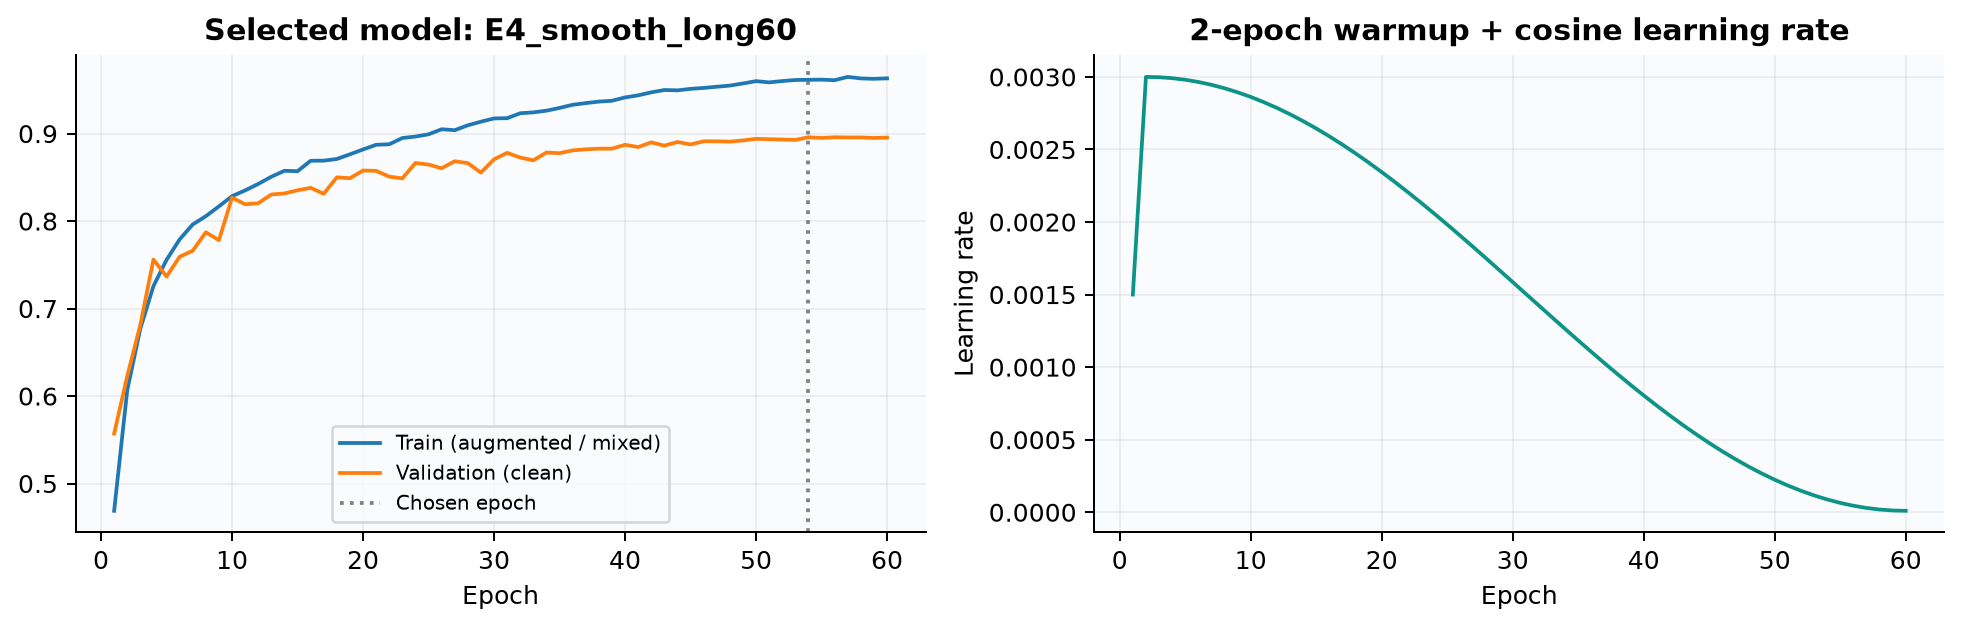 Selected model: E4_smooth_long60
0.9
0.8
0.7
0.6
0.5
Train (augmented / mixed)
Validation (clean)
Chosen epoch
0 10 20 30 40 50 60
Epoch
2-epoch warmup + cosine learning rate
Learning rate
0.0030
0.0025
0.0020
0.0015
0.0010
0.0005
0.0000
0 10 20 30 40 50 60
Epoch